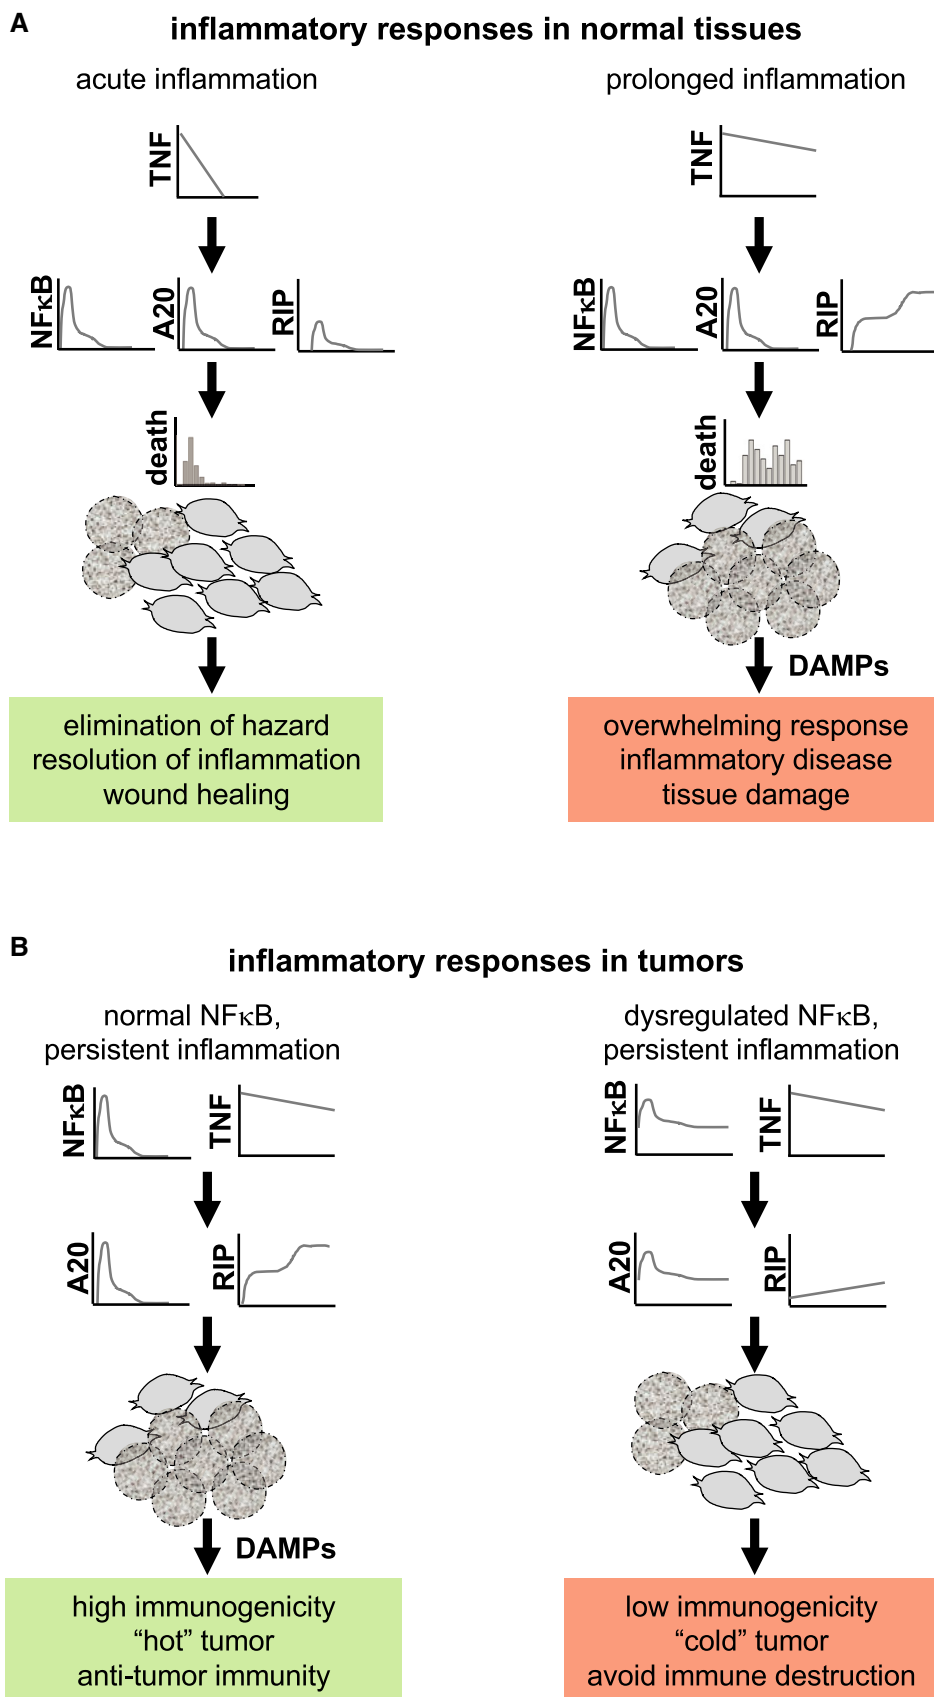 A
inflammatory responses in normal tissues
acute inflammation
TNF
NFκB
A20
RIP
death
elimination of hazard
resolution of inflammation
wound healing
prolonged inflammation
TNF
NFκB
A20
RIP
death
DAMPs
overwhelming response
inflammatory disease
tissue damage
B
inflammatory responses in tumors
normal NFκB,
persistent inflammation
NFκB
TNF
A20
RIP
DAMPs
high immunogenicity
“hot” tumor
anti-tumor immunity
dysregulated NFκB,
persistent inflammation
NFκB
TNF
A20
RIP
low immunogenicity
“cold” tumor
avoid immune destruction